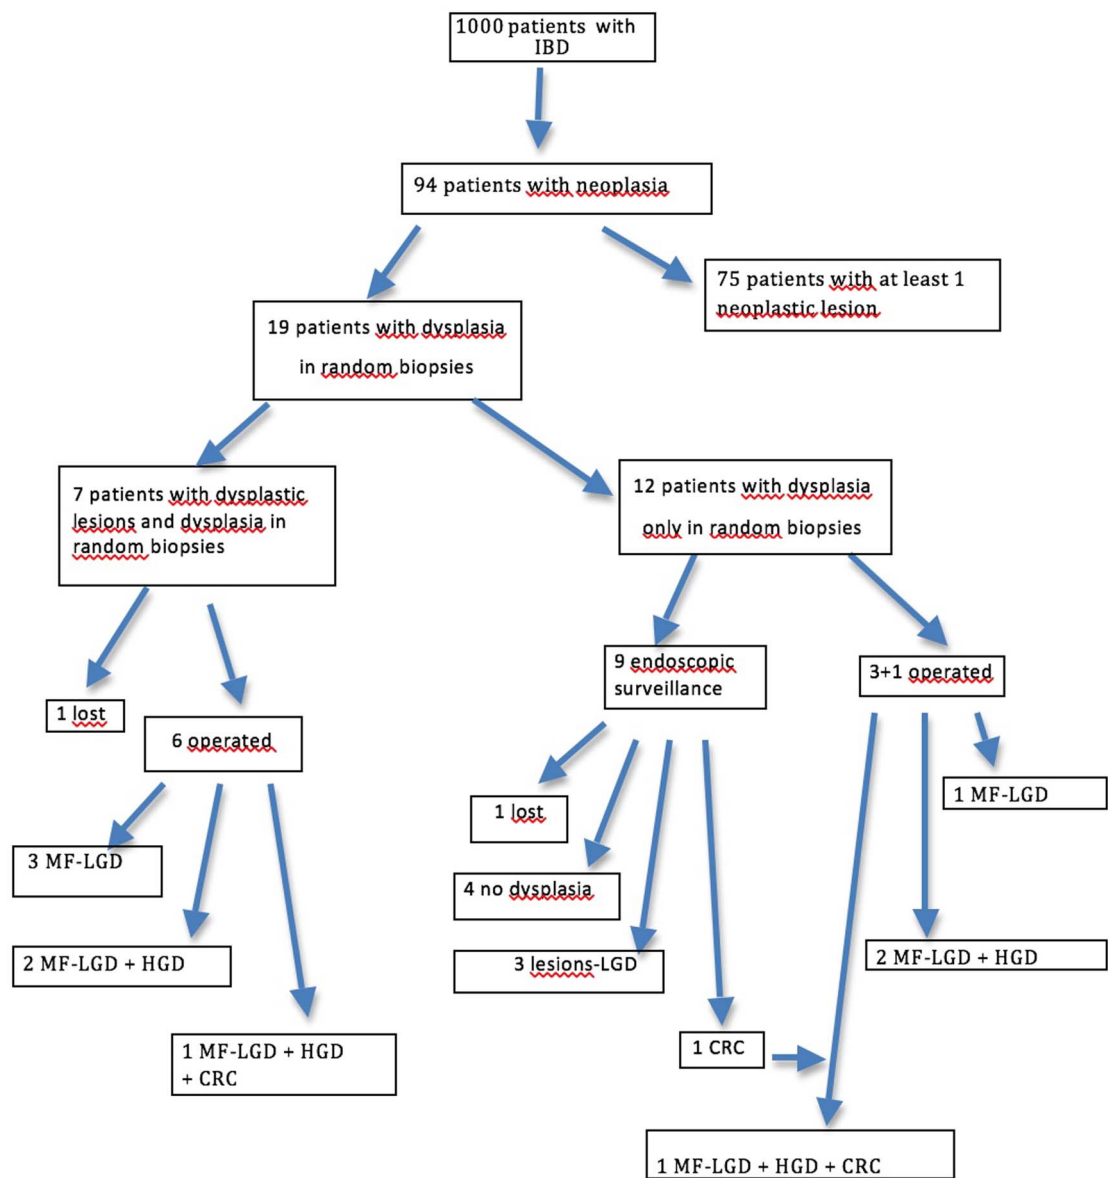 1000 patients with
IBD
94 patients with neoplasia
75 patients with at least 1
neoplastic lesion
19 patients with dysplasia
in random biopsies
7 patients with dysplastic
lesions and dysplasia in
random biopsies
12 patients with dysplasia
only in random biopsies
9 endoscopic
surveillance
3+1 operated
1 lost
6 operated
1 MF-LGD
1 lost
3 MF-LGD
4 no dysplasia
2 MF-LGD + HGD
3 lesions-LGD
2 MF-LGD + HGD
1 MF-LGD + HGD
+ CRC
1 CRC
1 MF-LGD + HGD + CRC